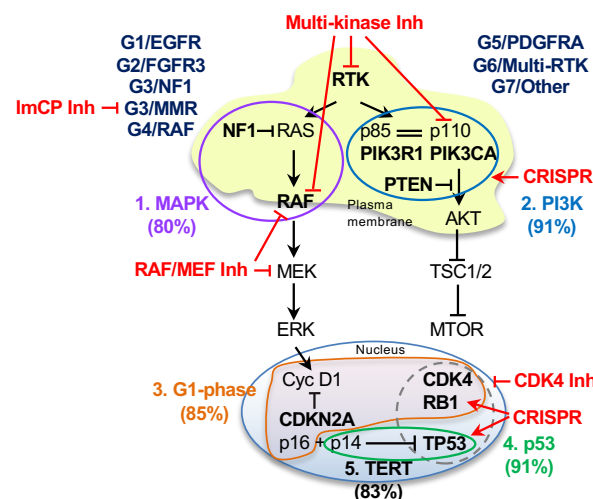 Multi-kinase Inh
G1/EGFR
G2/FGFR3
G3/NF1
G3/MMR
G4/RAF
ImCP Inh
G5/PDGFRA
G6/Multi-RTK
G7/Other
RTK
NF1 RAS
p85 p110
PIK3R1 PIK3CA
PTEN
CRISPR
RAF
Plasma
membrane
AKT
1. MAPK
(80%)
2. PI3K
(91%)
RAF/MEF Inh
MEK
TSC1/2
ERK
MTOR
Nucleus
3. G1-phase
(85%)
Cyc D1
CDK4
RB1
CDK4 Inh
CRISPR
CDKN2A
p16 + p14
TP53
4. p53
(91%)
5. TERT
(83%)